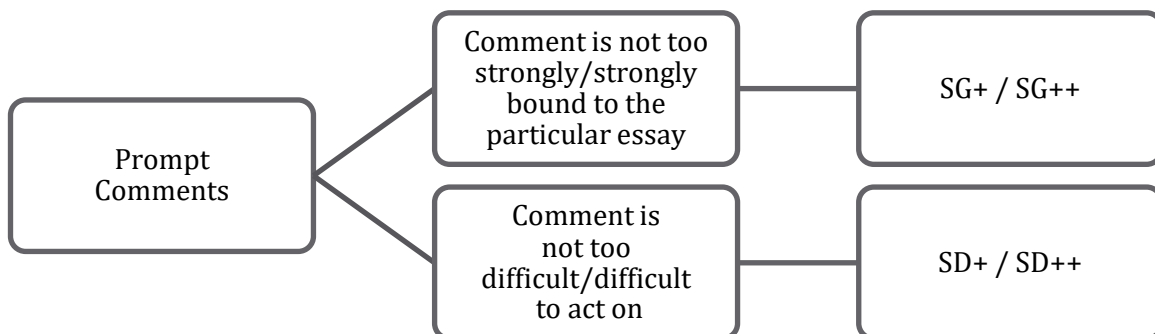 Prompt
Comments
Comment is not too
strongly/strongly
bound to the
particular essay
SG+ / SG++
Comment is
not too
difficult/difficult
to act on
SD+ / SD++